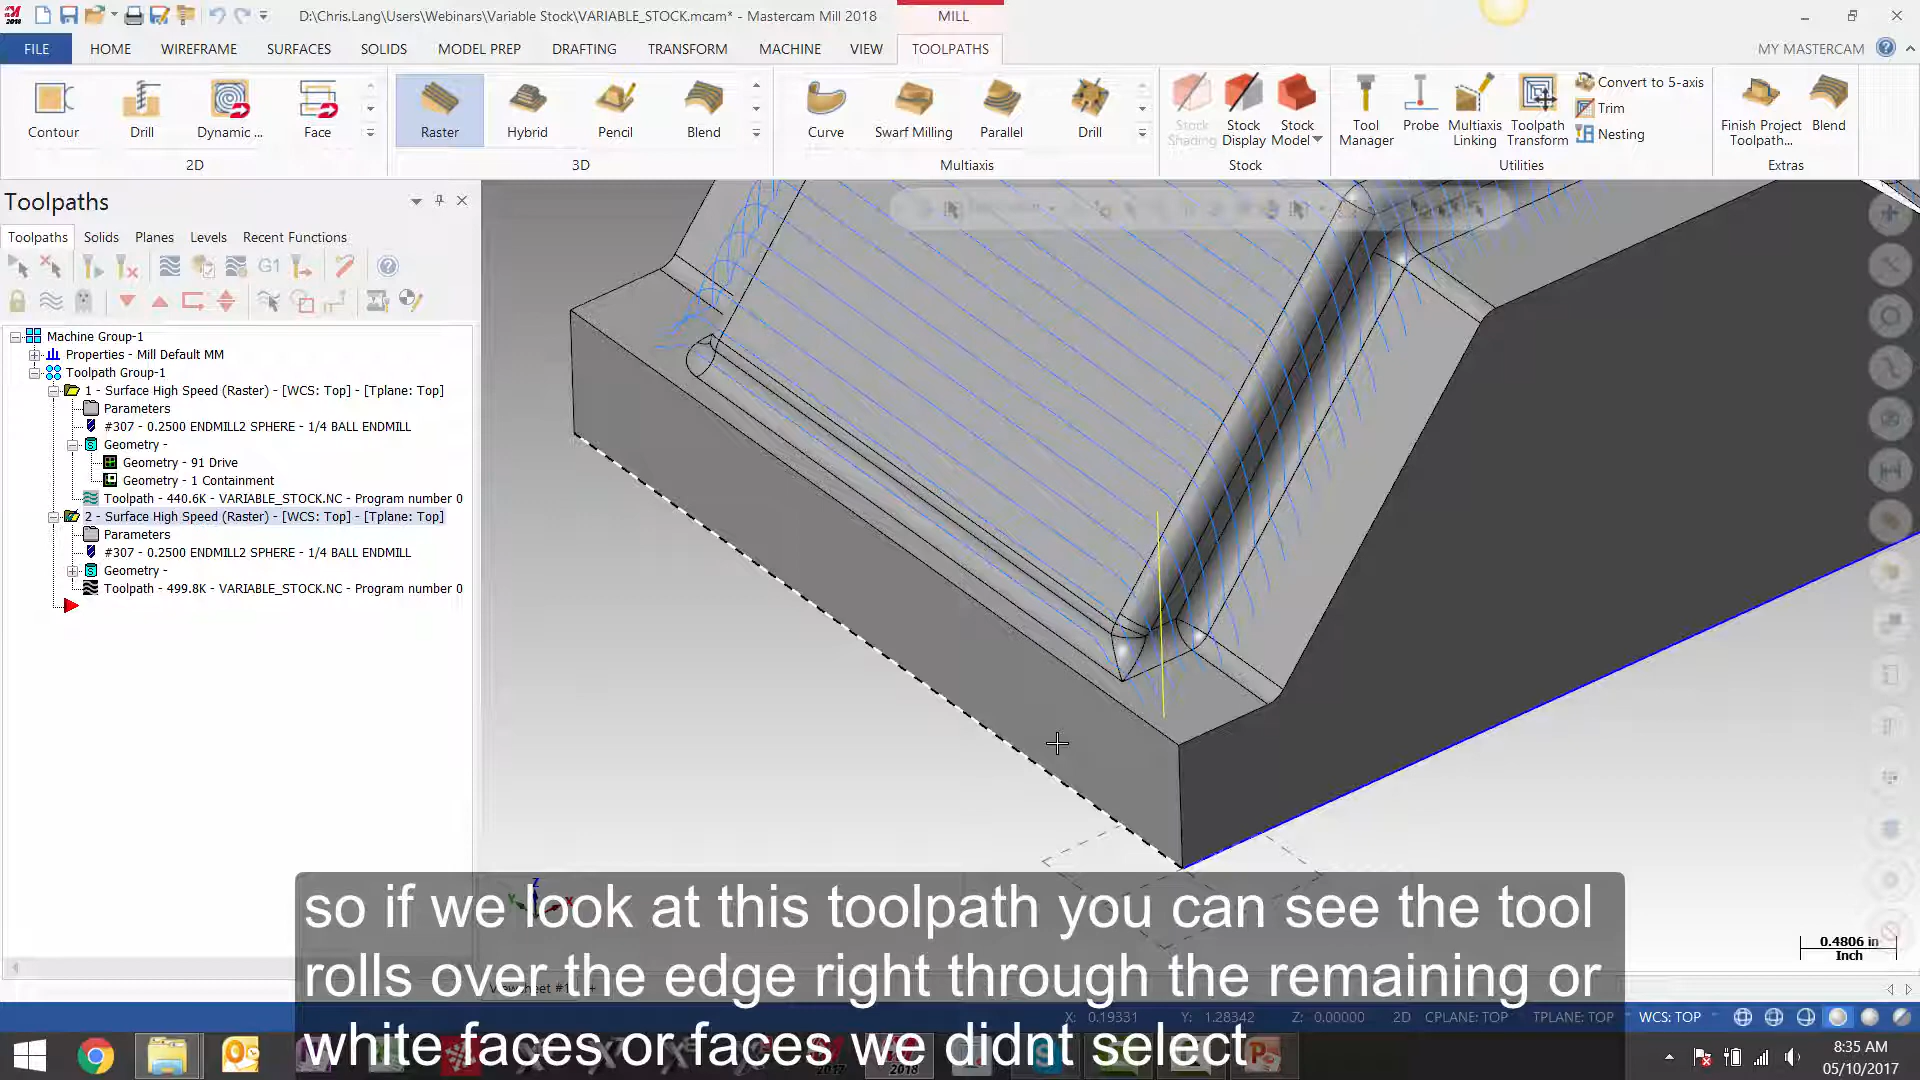 D:\Chris.Lang\Users\Webinars\Variable Stock\VARIABLE_STOCK.mcam* - Mastercam Mill 2018
MILL
FILE HOME WIREFRAME SURFACES SOLIDS MODEL PREP DRAFTING TRANSFORM MACHINE VIEW TOOLPATHS MY MASTERCAM
Contour Drill Dynamic ... Face
2D
Raster Hybrid Pencil Blend
3D
Curve Swarf Milling Parallel Drill
Multiaxis
Stock Shading Stock Display Stock Model
Stock
Tool Manager Probe Multiaxis Linking Toolpath Transform
Convert to 5-axis
Trim
Nesting
Utilities
Finish Project Toolpath... Blend
Extras
Toolpaths
Toolpaths Solids Planes Levels Recent Functions
G1
Machine Group-1
Properties - Mill Default MM
Toolpath Group-1
1 - Surface High Speed (Raster) - [WCS: Top] - [Tplane: Top]
Parameters
#307 - 0.2500 ENDMILL2 SPHERE - 1/4 BALL ENDMILL
Geometry -
Geometry - 91 Drive
Geometry - 1 Containment
Toolpath - 440.6K - VARIABLE_STOCK.NC - Program number 0
2 - Surface High Speed (Raster) - [WCS: Top] - [Tplane: Top]
Parameters
#307 - 0.2500 ENDMILL2 SPHERE - 1/4 BALL ENDMILL
Geometry -
Toolpath - 499.8K - VARIABLE_STOCK.NC - Program number 0
Z
0.4806 in
Inch
so if we look at this toolpath you can see the tool
rolls over the edge right through the remaining or
white faces or faces we didnt select
X: 0.19331 Y: 1.28342 Z: 0.00000 2D CPLANE: TOP TPLANE: TOP WCS: TOP
8:35 AM
05/10/2017